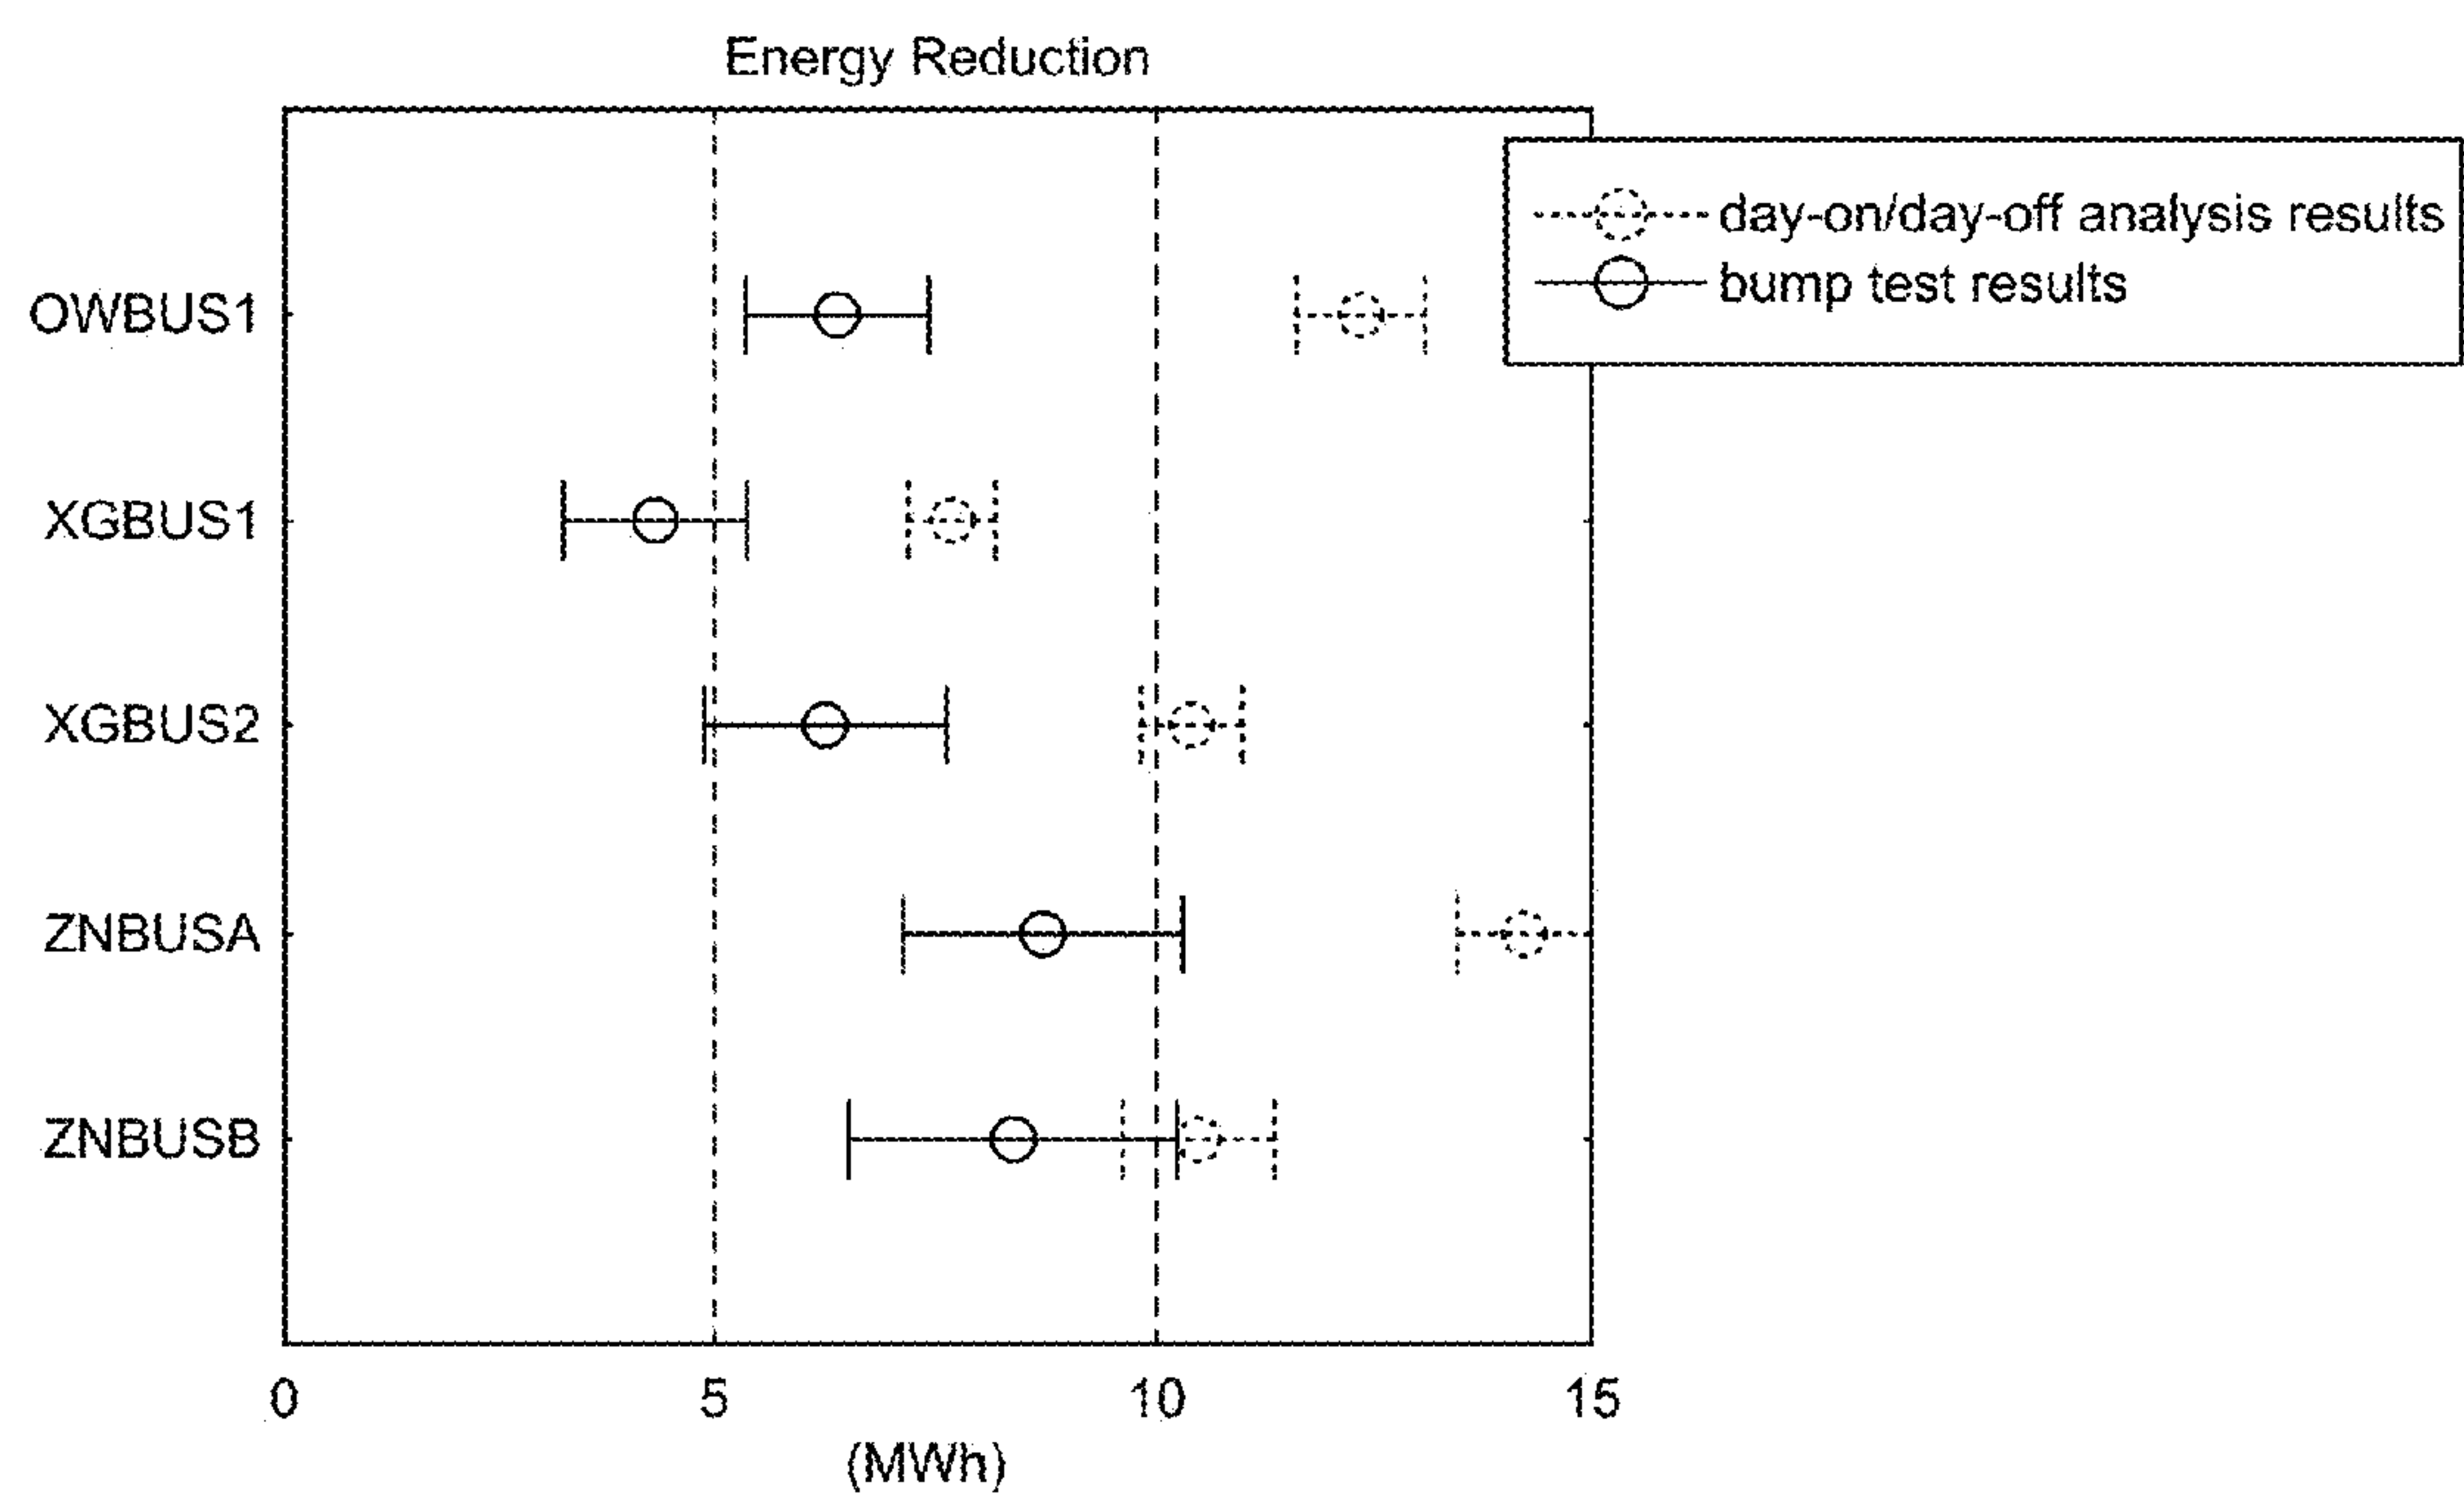 Energy Reduction
day-on/day-off analysis results
bump test results
OWBUS1
XGBUS1
XGBUS2
ZNBUSA
ZNBUSB
0 5 10 15
(MWh)